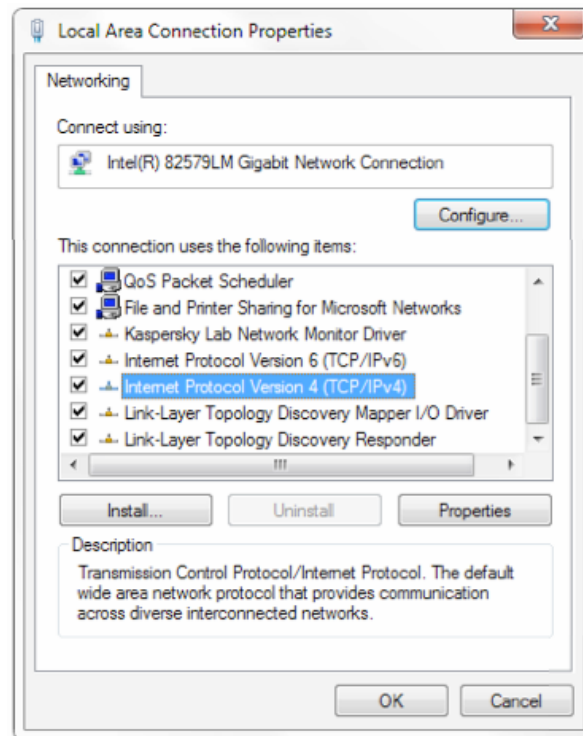 Local Area Connection Properties
Networking
Connect using:
Intel(R) 82579LM Gigabit Network Connection
Configure...
This connection uses the following items:
QoS Packet Scheduler
File and Printer Sharing for Microsoft Networks
Kaspersky Lab Network Monitor Driver
Internet Protocol Version 6 (TCP/IPv6)
Internet Protocol Version 4 (TCP/IPv4)
Link-Layer Topology Discovery Mapper I/O Driver
Link-Layer Topology Discovery Responder
Install... Uninstall Properties
Description
Transmission Control Protocol/Internet Protocol. The default
wide area network protocol that provides communication
across diverse interconnected networks.
OK Cancel